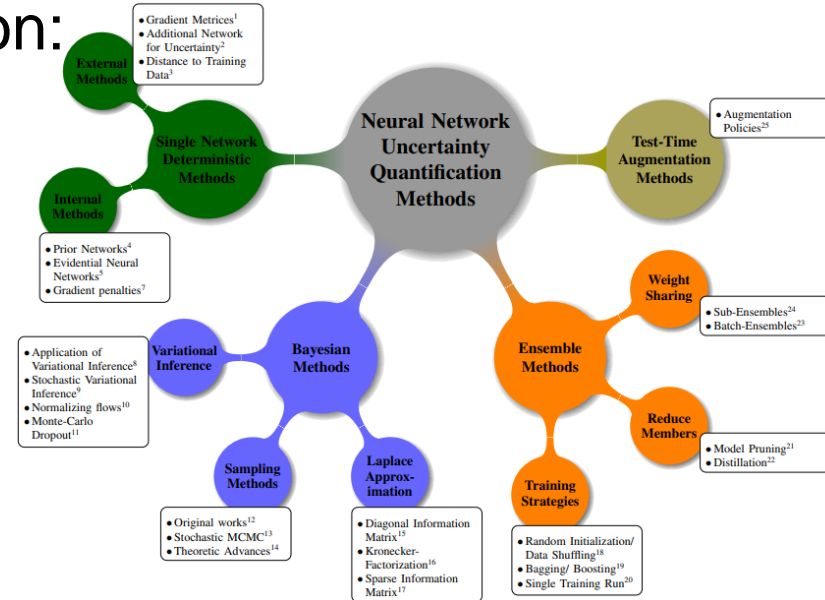 on:
• Gradient Metrices1
• Additional Network
for Uncertainty2
• Distance to Training
Data3
External
Methods
Single Network
Deterministic
Methods
Internal
Methods
• Prior Networks4
• Evidential Neural
Networks5
• Gradient penalties7
Neural Network
Uncertainty
Quantification
Methods
Test-Time
Augmentation
Methods
• Augmentation
Policies25
Bayesian
Methods
Variational
Inference
• Application of
Variational Inference8
• Stochastic Variational
Inference9
• Normalizing flows10
• Monte-Carlo
Dropout11
Sampling
Methods
• Original works12
• Stochastic MCMC13
• Theoretic Advances14
Laplace
Approx-
imation
• Diagonal Information
Matrix15
• Kronecker-
Factorization16
• Sparse Information
Matrix17
Ensemble
Methods
Weight
Sharing
• Sub-Ensembles24
• Batch-Ensembles23
Reduce
Members
• Model Pruning21
• Distillation22
Training
Strategies
• Random Initialization/
Data Shuffling18
• Bagging/ Boosting19
• Single Training Run20